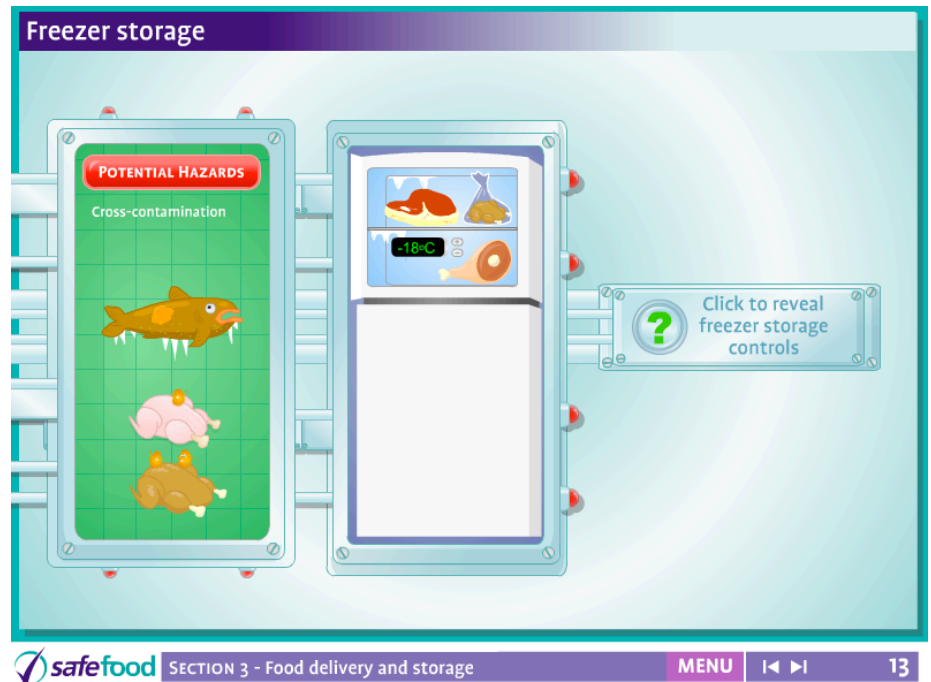 Freezer storage
POTENTIAL HAZARDS
Cross-contamination
-18ºC
?
Click to reveal
freezer storage
controls
safefood SECTION 3 - Food delivery and storage MENU 13